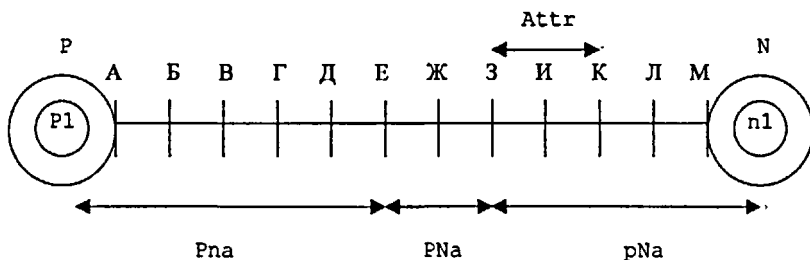 Attr
P N
А Б В Г Д Е Ж З И К Л М
P1 n1
Pna PNa pNa